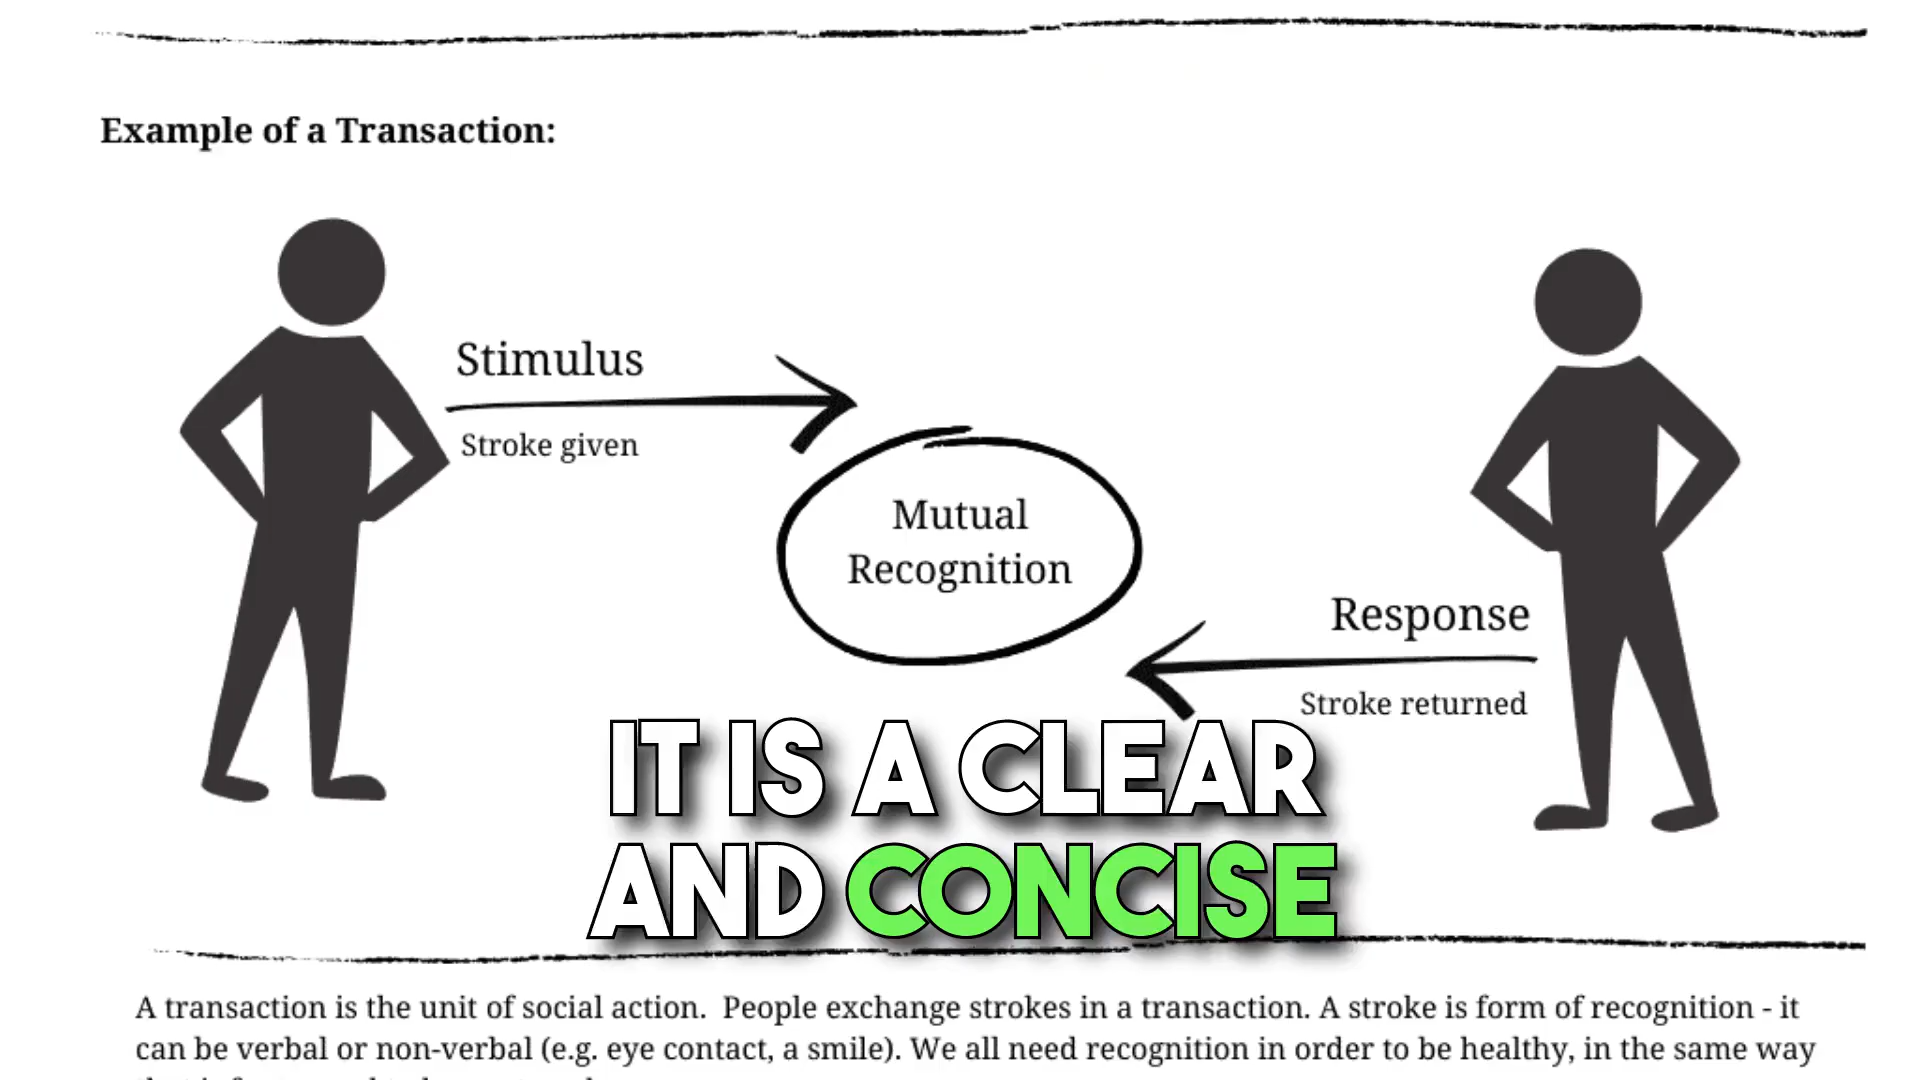 Example of a Transaction:
Stimulus
Stroke given
Mutual
Recognition
Response
Stroke returned
IT IS A CLEAR
AND CONCISE
A transaction is the unit of social action. People exchange strokes in a transaction. A stroke is form of recognition - it
can be verbal or non-verbal (e.g. eye contact, a smile). We all need recognition in order to be healthy, in the same way